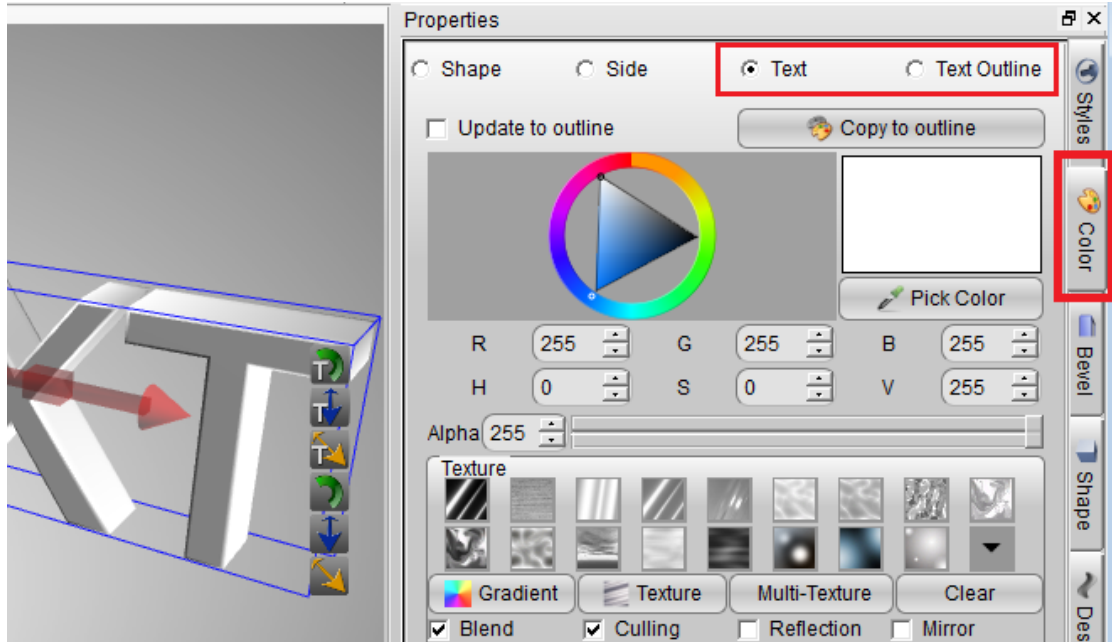 Properties
Shape Side Text Text Outline
Update to outline Copy to outline
Styles
Pick Color
Color
R 255 G 255 B 255
H 0 S 0 V 255
Bevel
Alpha 255
Texture
Shape
Gradient Texture Multi-Texture Clear
Blend Culling Reflection Mirror
Des
T
T
T